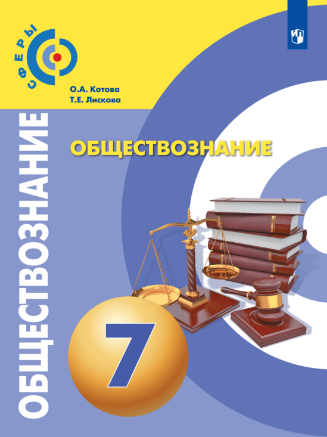 СФЕРЫ
О.А. Котова
Т.Е. Лискова
ОБЩЕСТВОЗНАНИЕ
ОБЩЕСТВОЗНАНИЕ
7